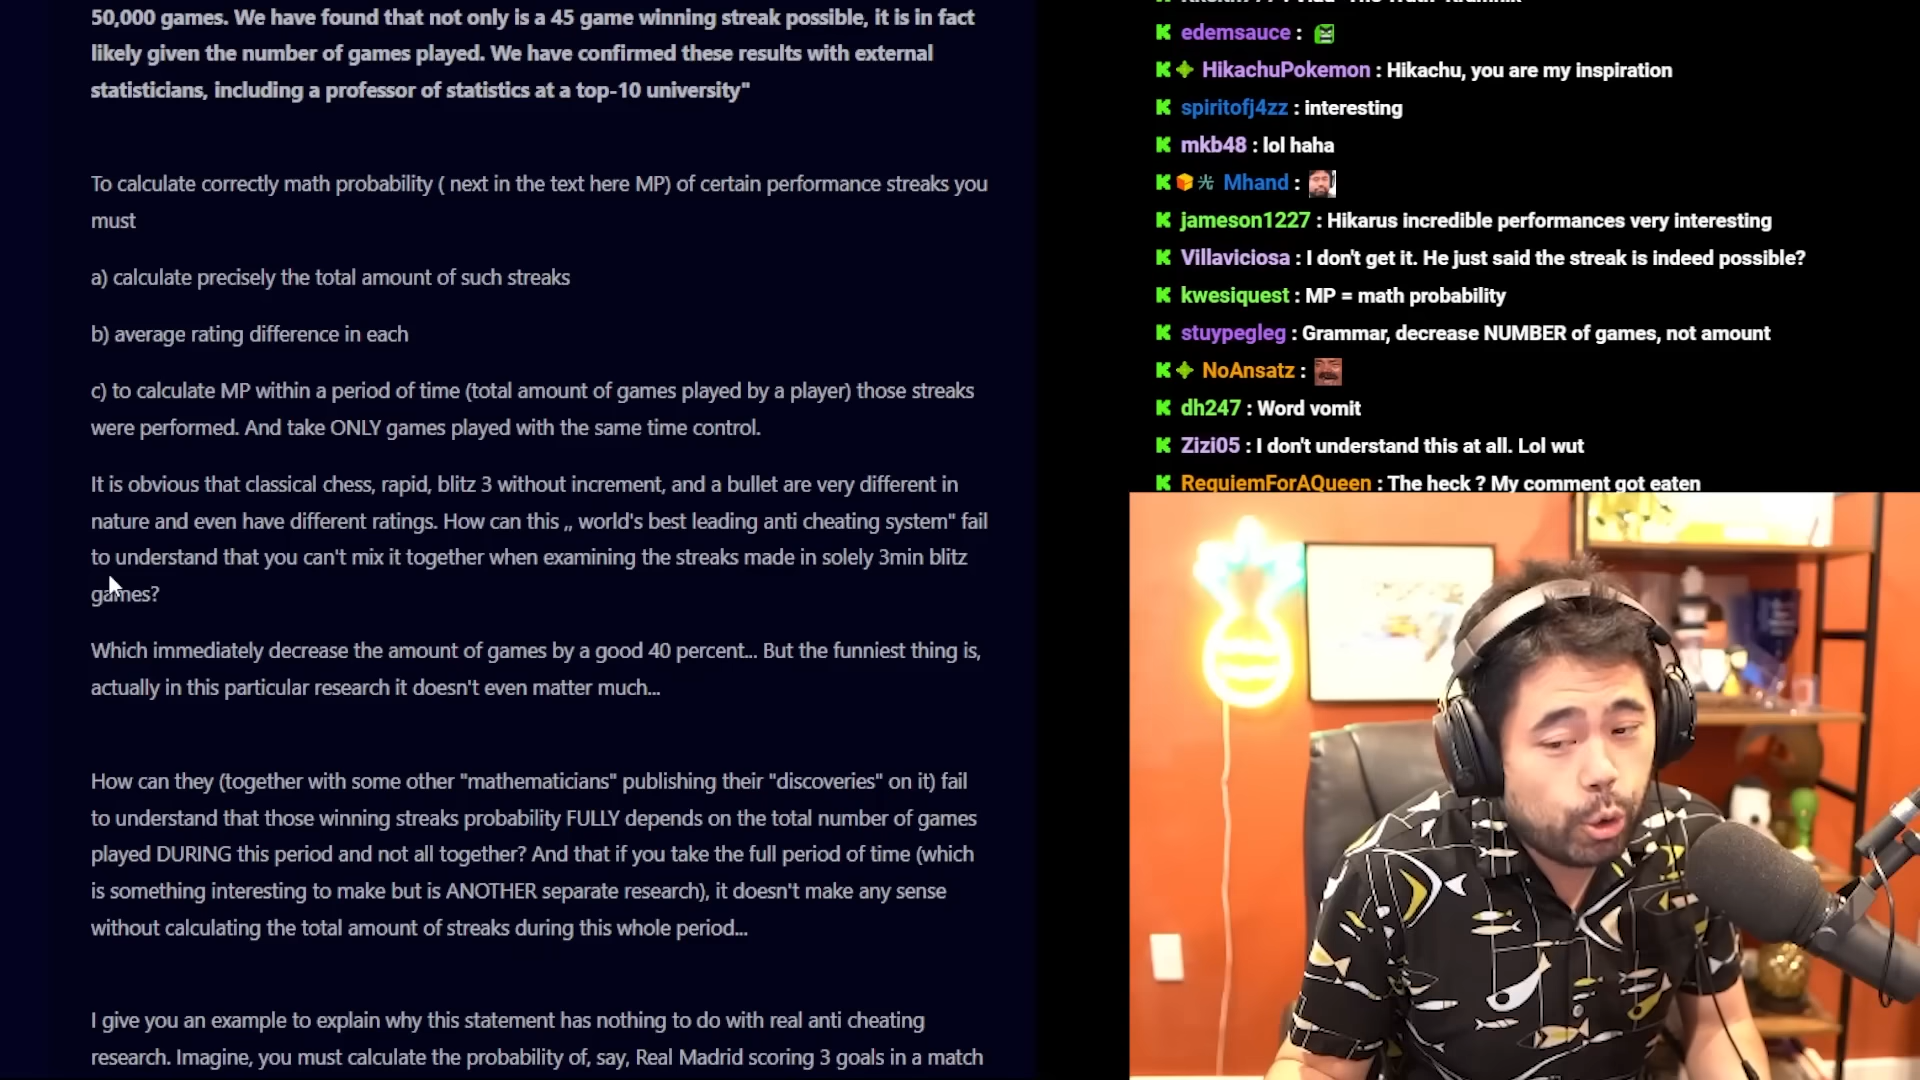 50,000 games. We have found that not only is a 45 game winning streak possible, it is in fact
likely given the number of games played. We have confirmed these results with external
statisticians, including a professor of statistics at a top-10 university"
To calculate correctly math probability ( next in the text here MP) of certain performance streaks you
must
a) calculate precisely the total amount of such streaks
b) average rating difference in each
c) to calculate MP within a period of time (total amount of games played by a player) those streaks
were performed. And take ONLY games played with the same time control.
It is obvious that classical chess, rapid, blitz 3 without increment, and a bullet are very different in
nature and even have different ratings. How can this „ world's best leading anti cheating system" fail
to understand that you can't mix it together when examining the streaks made in solely 3min blitz
games?
Which immediately decrease the amount of games by a good 40 percent... But the funniest thing is,
actually in this particular research it doesn't even matter much...
How can they (together with some other "mathematicians" publishing their "discoveries" on it) fail
to understand that those winning streaks probability FULLY depends on the total number of games
played DURING this period and not all together? And that if you take the full period of time (which
is something interesting to make but is ANOTHER separate research), it doesn't make any sense
without calculating the total amount of streaks during this whole period...
I give you an example to explain why this statement has nothing to do with real anti cheating
research. Imagine, you must calculate the probability of, say, Real Madrid scoring 3 goals in a match
edemsauce :
HikachuPokemon : Hikachu, you are my inspiration
spiritofj4zz : interesting
mkb48 : lol haha
Mhand :
jameson1227 : Hikarus incredible performances very interesting
Villaviciosa : I don't get it. He just said the streak is indeed possible?
kwesiquest : MP = math probability
stuypegleg : Grammar, decrease NUMBER of games, not amount
NoAnsatz :
dh247 : Word vomit
Zizi05 : I don't understand this at all. Lol wut
RequiemForAQueen : The heck ? My comment got eaten